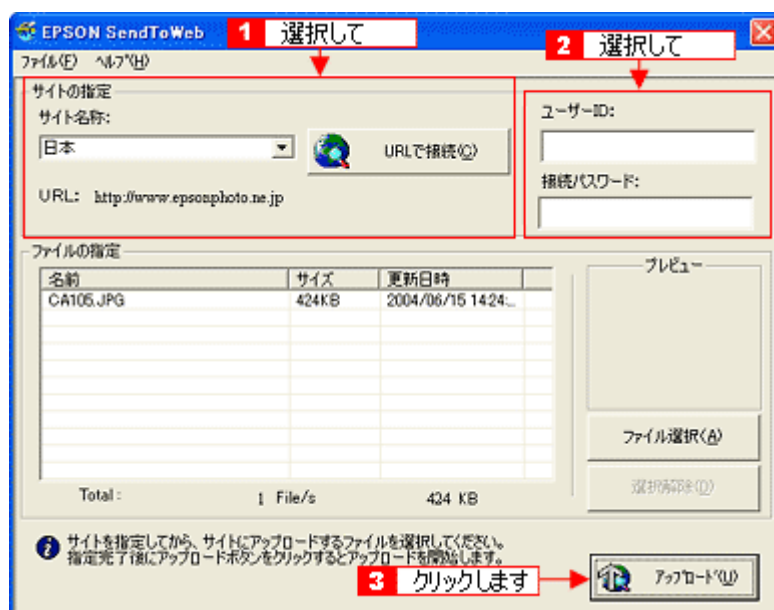 EPSON SendToWeb
1 選択して
2 選択して
ファイル(F) ヘルプ(H)
サイトの指定
サイト名称:
日本
URLで接続(C)
URL: http://www.epsonphoto.ne.jp
ユーザーID:
接続パスワード:
ファイルの指定
名前 サイズ 更新日時
CA105.JPG 424KB 2004/06/15 14:24:...
プレビュー
ファイル選択(A)
選択解除(D)
Total : 1 File/s 424 KB
サイトを指定してから、サイトにアップロードするファイルを選択してください。
指定完了後にアップロードボタンをクリックするとアップロードを開始します。
3 クリックします
アップロード(U)